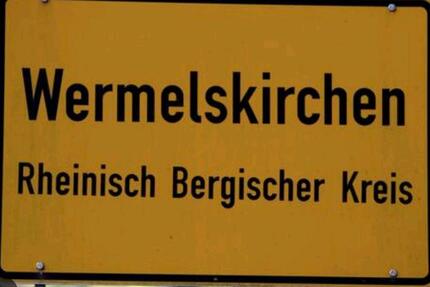 Wermelskirchen
Rheinisch Bergischer Kreis